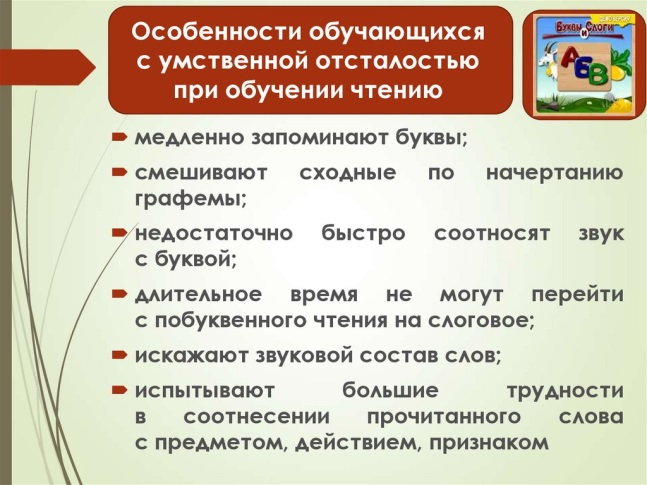 Особенности обучающихся
с умственной отсталостью
при обучении чтению
Буквы и Слоги
АБВ
медленно запоминают буквы;
смешивают сходные по начертанию
графемы;
недостаточно быстро соотносят звук
с буквой;
длительное время не могут перейти
с побуквенного чтения на слоговое;
искажают звуковой состав слов;
испытывают большие трудности
в соотнесении прочитанного слова
с предметом, действием, признаком